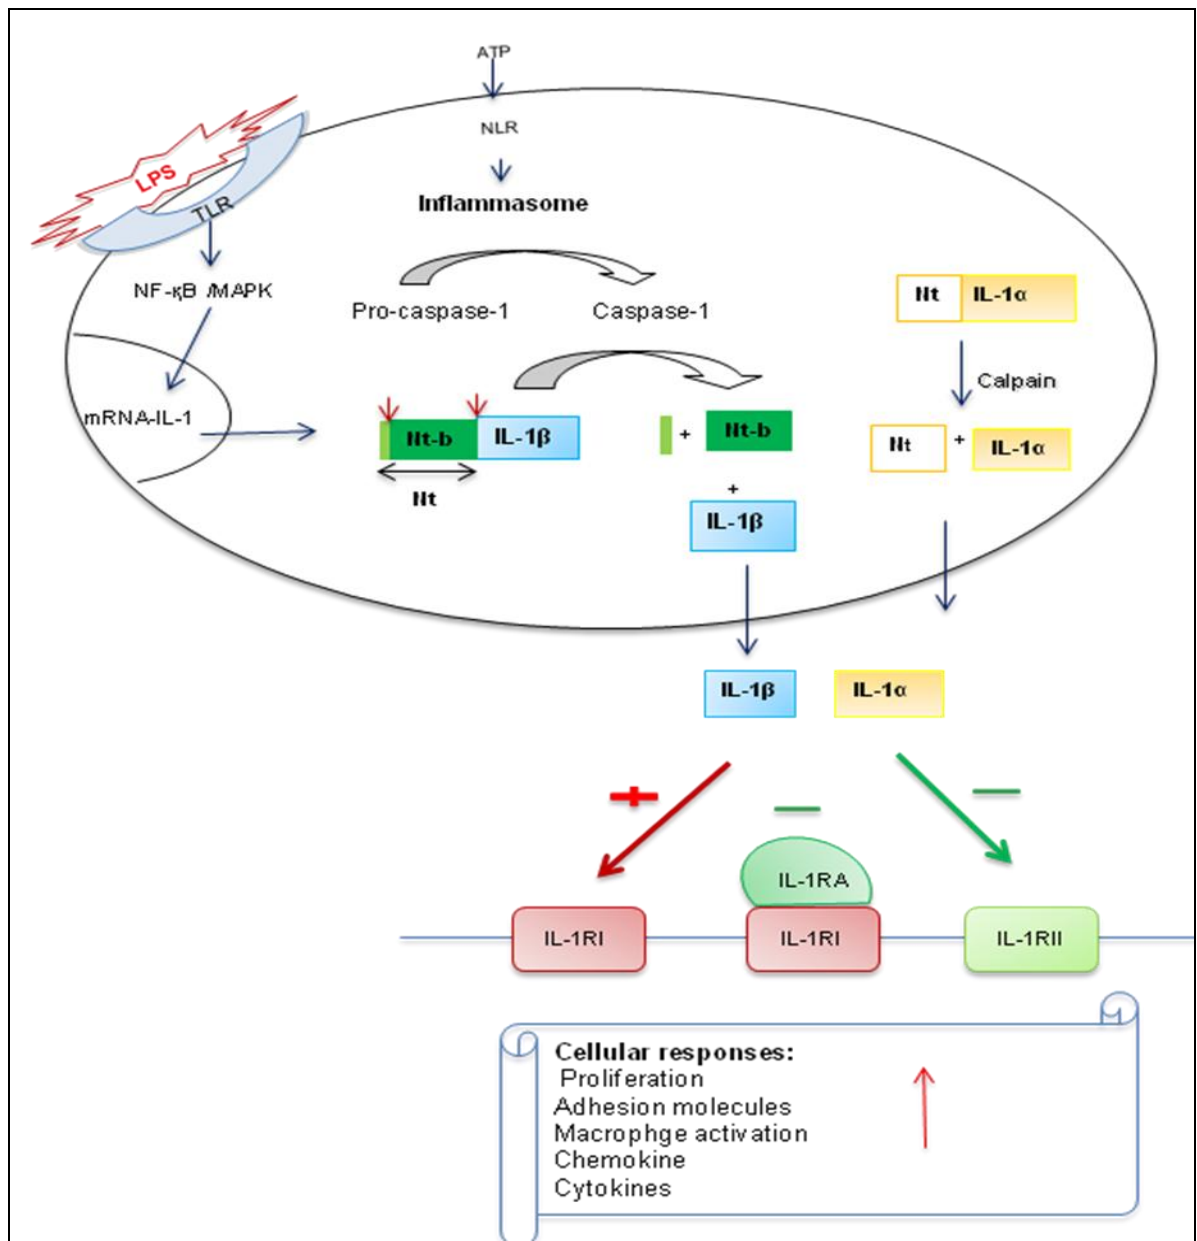 ATP
NLR
Inflammasome
LPS
TLR
NF-κB /MAPK
Pro-caspase-1
Caspase-1
Nt IL-1α
Calpain
mRNA-IL-1
Nt-b IL-1β
Nt
+ Nt-b
+
IL-1β
Nt + IL-1α
IL-1β
IL-1α
IL-1RA
IL-1RI
IL-1RI
IL-1RII
Cellular responses:
Proliferation
Adhesion molecules
Macrophge activation
Chemokine
Cytokines